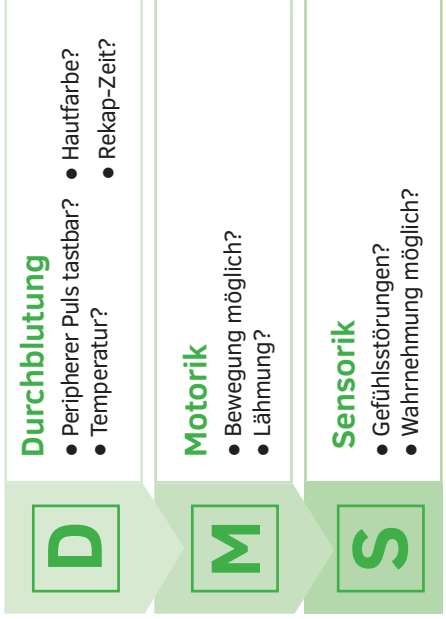 D
Durchblutung
● Peripherer Puls tastbar? ● Hautfarbe?
● Temperatur? ● Rekap-Zeit?
M
Motorik
● Bewegung möglich?
● Lähmung?
S
Sensorik
● Gefühlsstörungen?
● Wahrnehmung möglich?